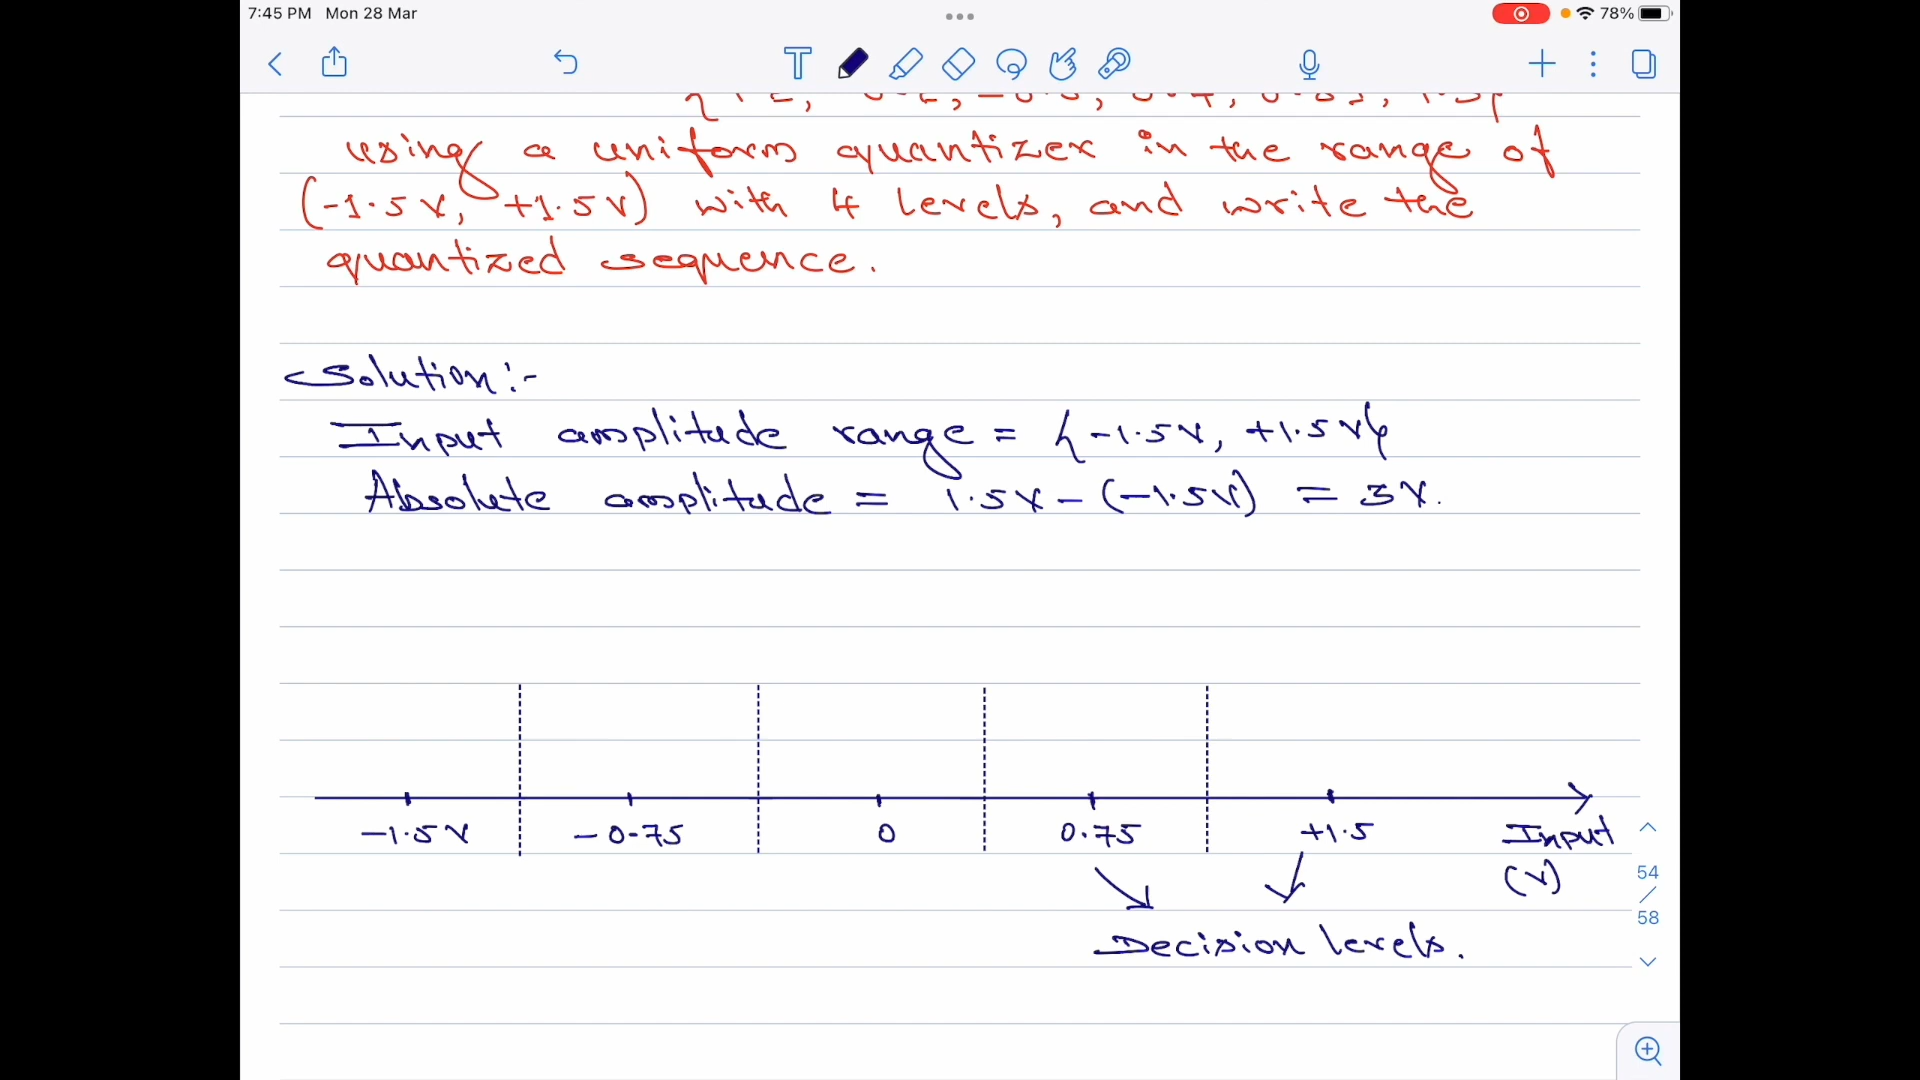 7:45 PM Mon 28 Mar
78%
using a uniform quantizer in the range of
(-1.5V, +1.5V) with 4 levels, and write the
quantized sequence.
Solution:-
Input amplitude range = {-1.5V, +1.5V}
Absolute amplitude = 1.5V - (-1.5V) = 3V.
-1.5V -0.75 0 0.75 +1.5 Input
(V)
Decision levels.
54
/
58